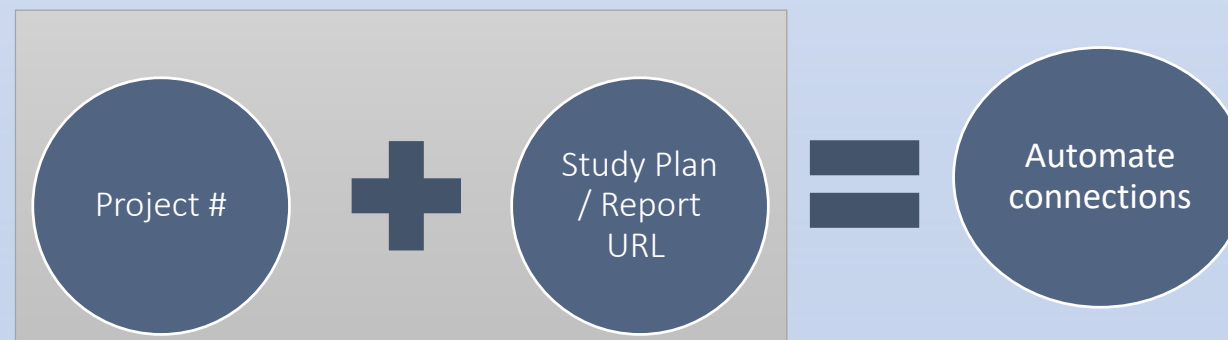 Project #
Study Plan
/ Report
URL
Automate
connections